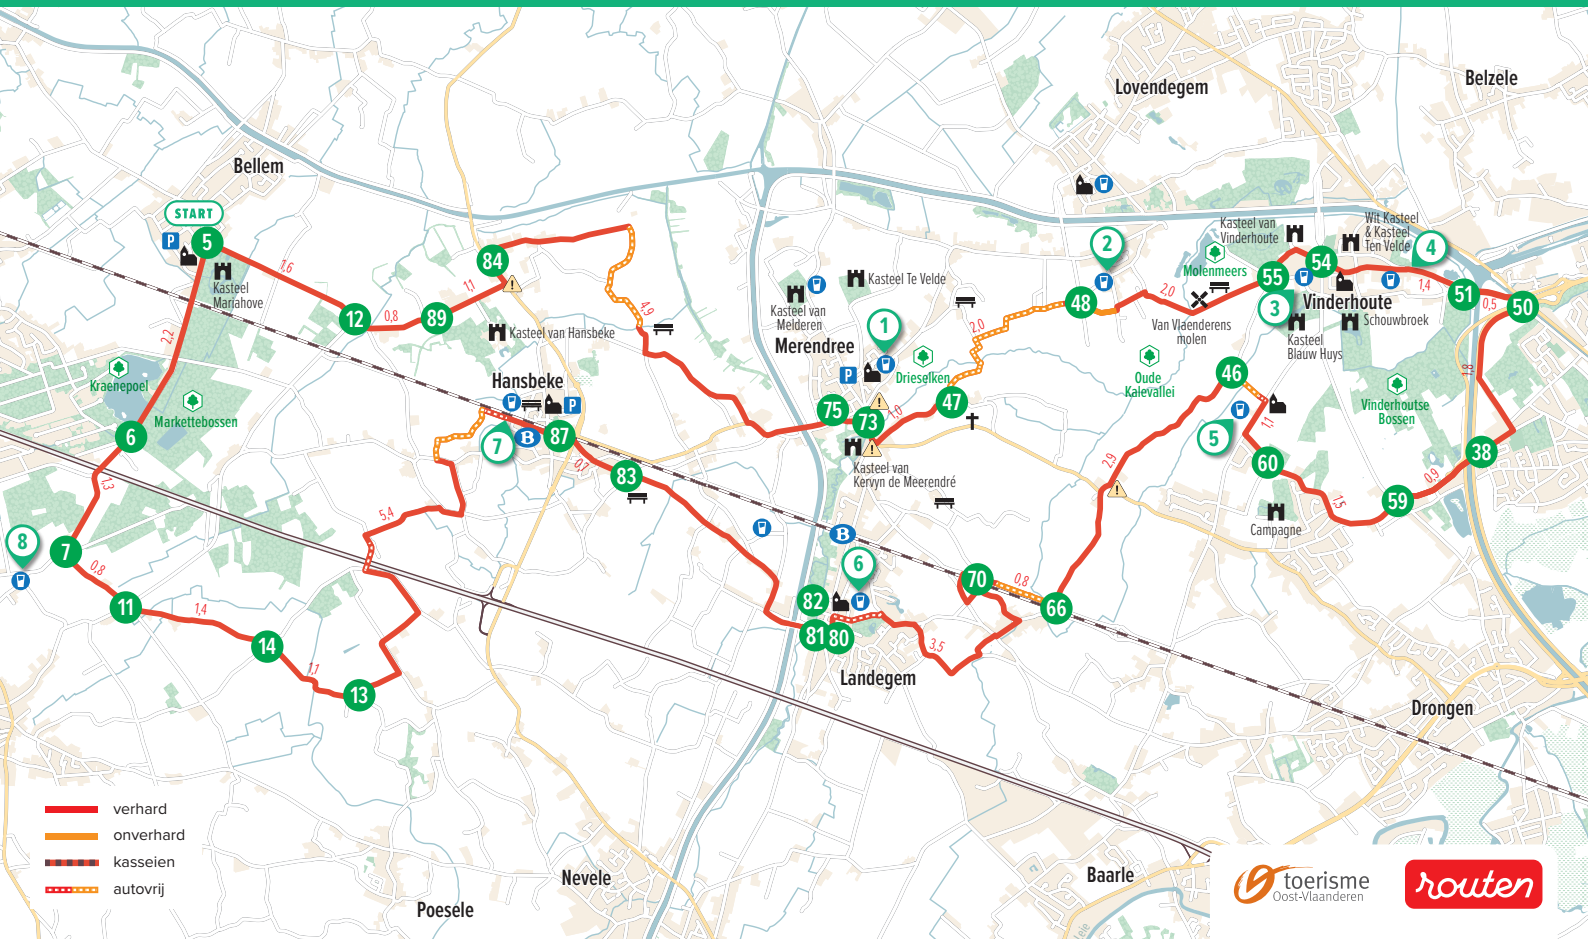 Lovendegem
Belzele
Bellem
START
P
5
Kasteel
Mariahove
1,6
12
0,8
89
1,1
84
4,9
Kasteel van Hansbeke
2,2
Kraenepoel
Markettebossen
6
1,3
7
8
0,8
11
1,4
14
1,1
13
5,4
Hansbeke
P
7
B
87
0,7
83
Kasteel van
Melderen
Kasteel Te Velde
Merendree
1
P
Drieselken
75
73
1,0
47
2,0
Kasteel van
Kervyn de Meerendré
2
48
2,0
Van Vlaenderens
molen
Molenmeers
Kasteel van
Vinderhoute
55
54
3
Wit Kasteel
& Kasteel
Ten Velde
4
1,4
51
0,5
50
Vinderhoute
Schouwbroek
Kasteel
Blauw Huys
Oude
Kalevallei
Vinderhoutse
Bossen
1,8
38
0,9
59
1,5
60
Campagne
1,1
5
46
2,9
66
0,8
70
3,5
B
6
82
81
80
Landegem
Drongen
Baarle
Nevele
Poesele
verhard
onverhard
kasseien
autovrij
toerisme
Oost-Vlaanderen
routen